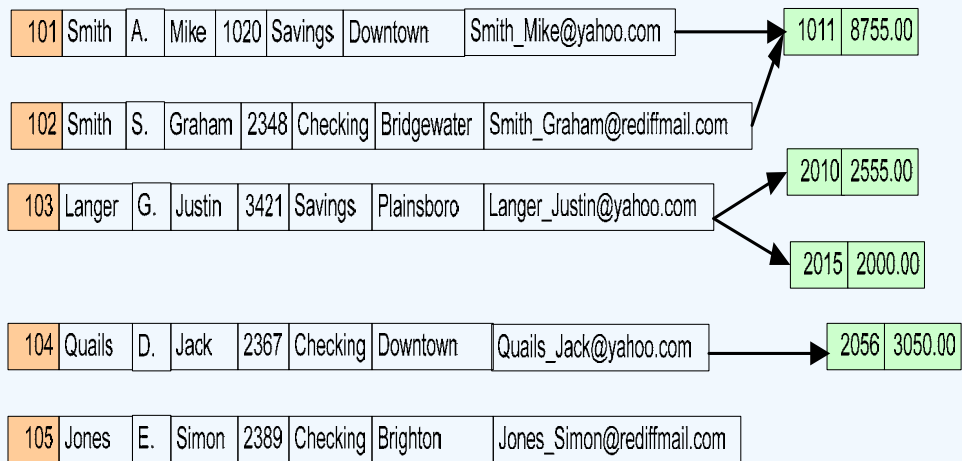 101 Smith A. Mike 1020 Savings Downtown Smith_Mike@yahoo.com 1011 8755.00
102 Smith S. Graham 2348 Checking Bridgewater Smith_Graham@rediffmail.com
2010 2555.00
103 Langer G. Justin 3421 Savings Plainsboro Langer_Justin@yahoo.com
2015 2000.00
104 Quails D. Jack 2367 Checking Downtown Quails_Jack@yahoo.com 2056 3050.00
105 Jones E. Simon 2389 Checking Brighton Jones_Simon@rediffmail.com